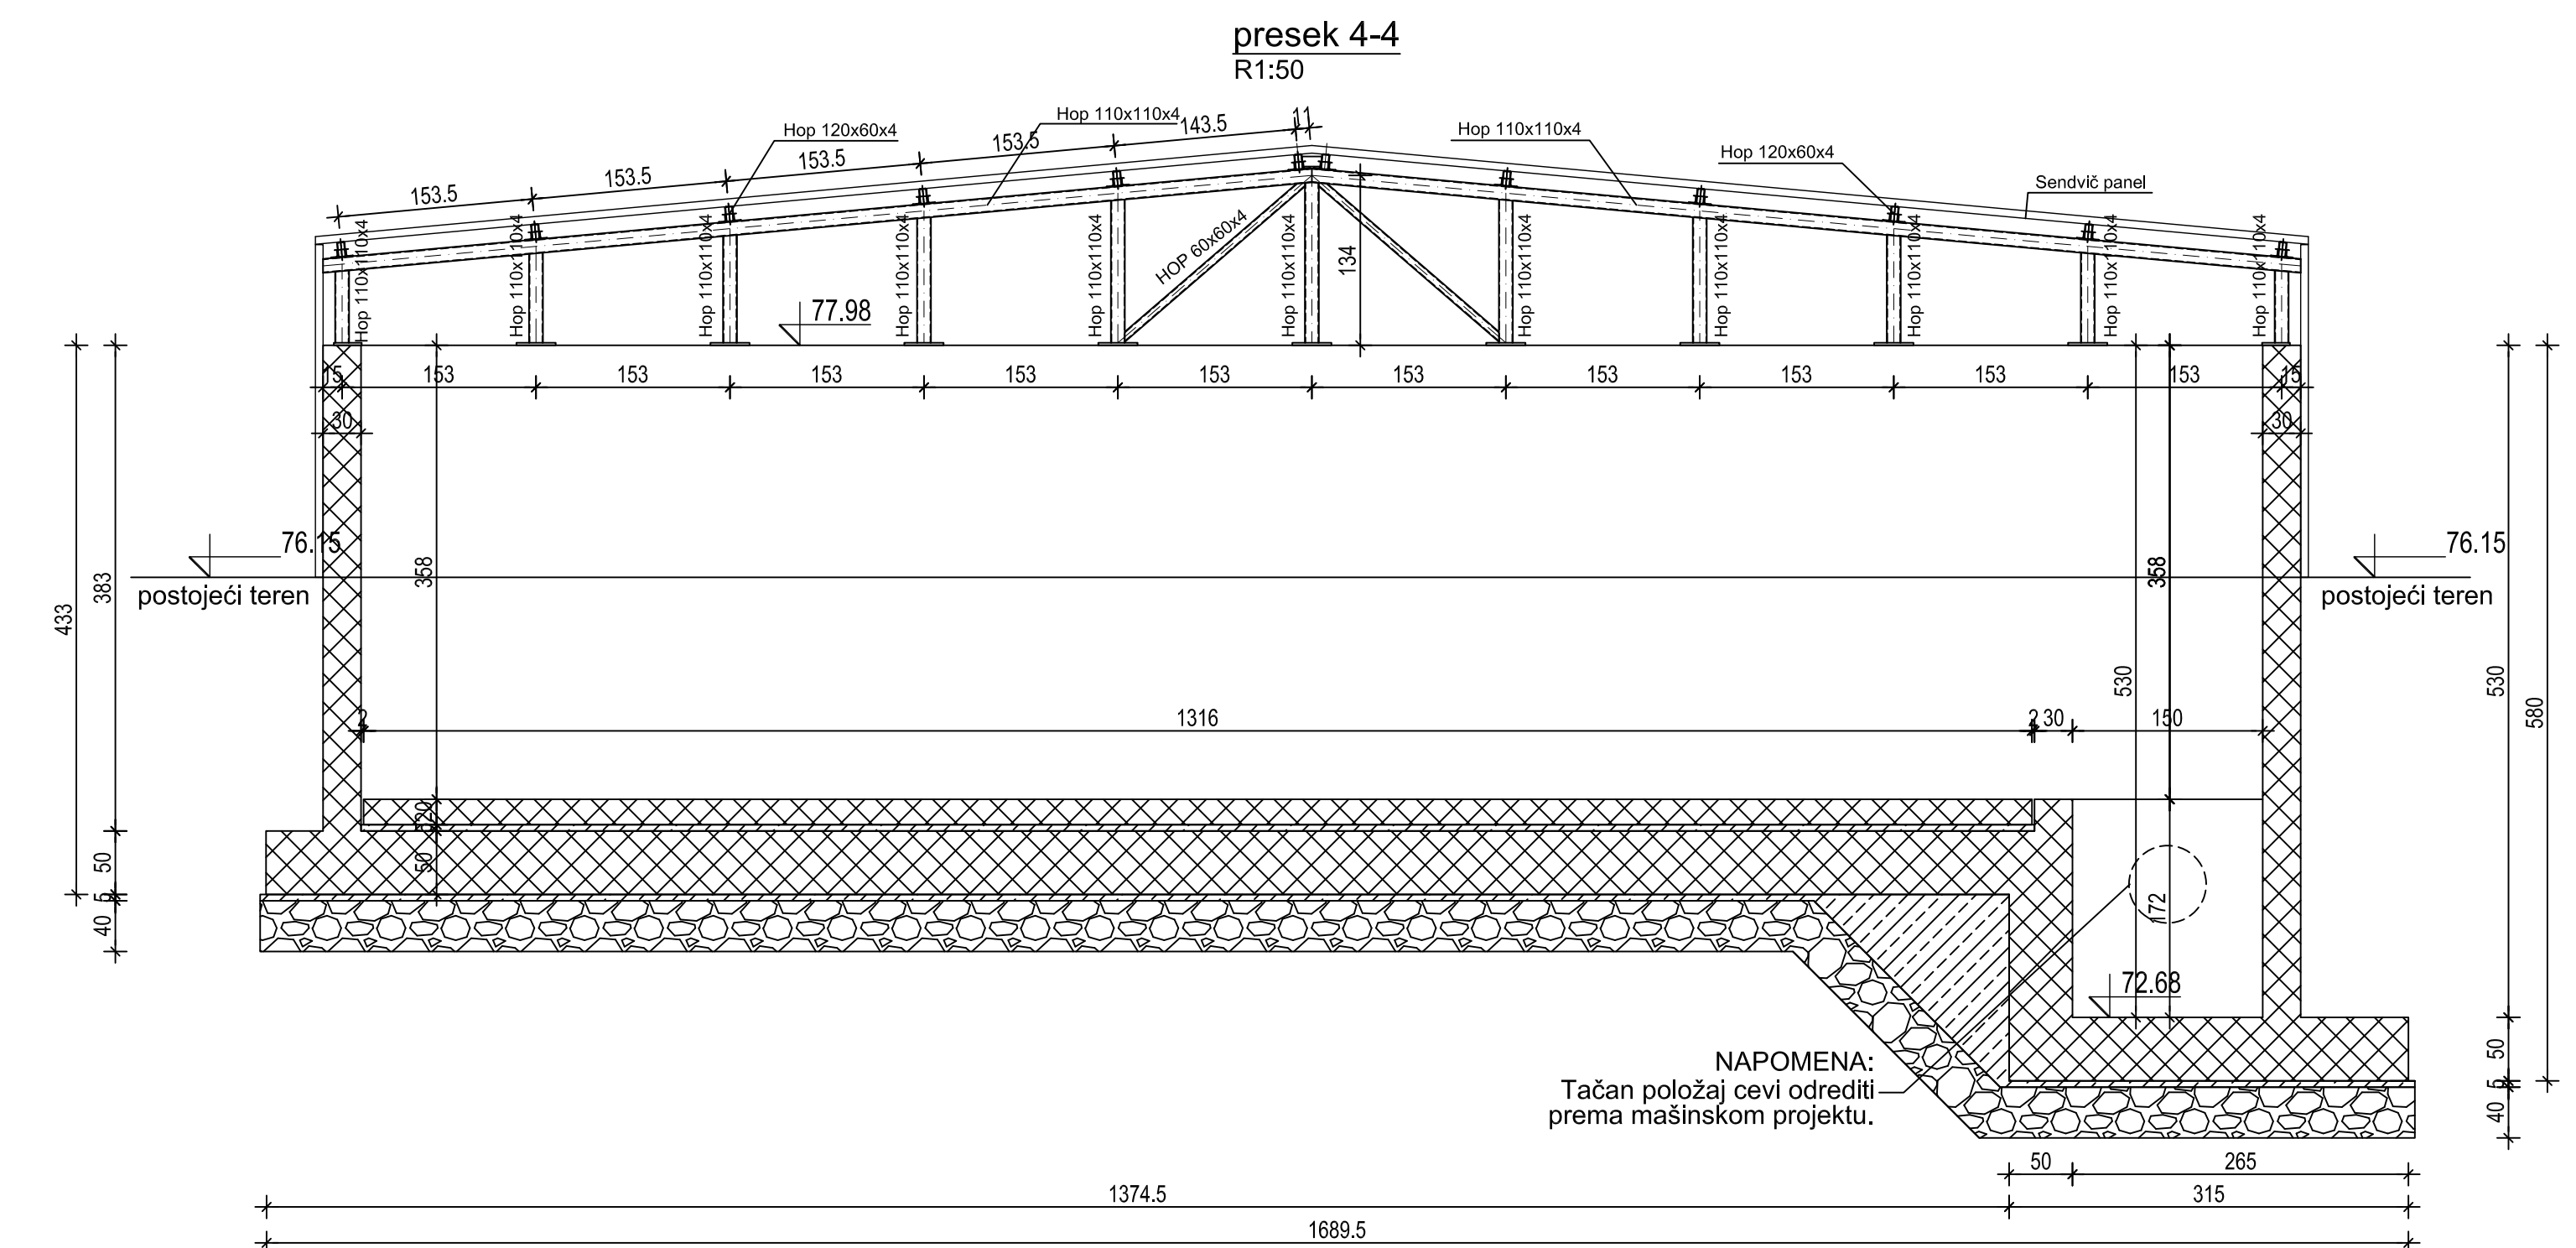 presek 4-4
R1:50
Hop 120x60x4
Hop 110x110x4
Hop 110x110x4
Hop 120x60x4
Sendvič panel
153.5
153.5
153.5
153.5
143.5
11
Hop 110x110x4
Hop 110x110x4
Hop 110x110x4
Hop 110x110x4
Hop 110x110x4
HOP 60x60x4
Hop 110x110x4
134
Hop 110x110x4
Hop 110x110x4
Hop 110x110x4
Hop 110x110x4
Hop 110x110x4
77.98
15
153
153
153
153
153
153
153
153
153
153
15
30
30
76.15
postojeći teren
76.15
postojeći teren
433
383
358
358
530
530
580
2
1316
2
30
150
520
50
50
5
40
172
72.68
NAPOMENA:
Tačan položaj cevi odrediti
prema mašinskom projektu.
50
5
40
50
265
1374.5
315
1689.5